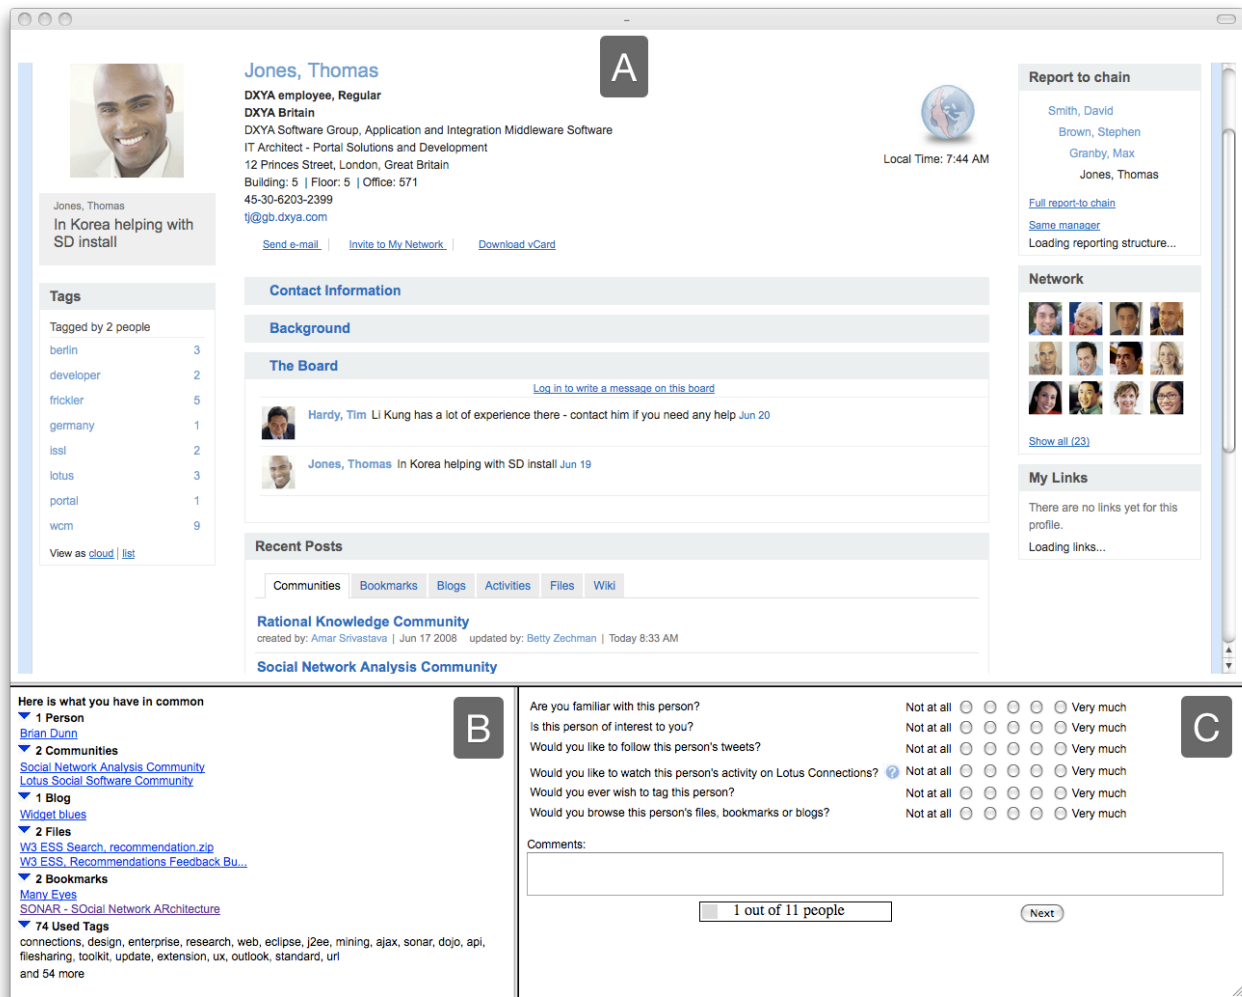 –
A
Jones, Thomas
In Korea helping with
SD install
Tags
Tagged by 2 people
berlin 3
developer 2
frickler 5
germany 1
issl 2
lotus 3
portal 1
wcm 9
View as cloud | list
Jones, Thomas
DXYA employee, Regular
DXYA Britain
DXYA Software Group, Application and Integration Middleware Software
IT Architect - Portal Solutions and Development
12 Princes Street, London, Great Britain
Building: 5 | Floor: 5 | Office: 571
45-30-6203-2399
tj@gb.dxya.com
Send e-mail | Invite to My Network | Download vCard
Local Time: 7:44 AM
Contact Information
Background
The Board
Log in to write a message on this board
Hardy, Tim Li Kung has a lot of experience there - contact him if you need any help Jun 20
Jones, Thomas In Korea helping with SD install Jun 19
Recent Posts
Communities Bookmarks Blogs Activities Files Wiki
Rational Knowledge Community
created by: Amar Srivastava | Jun 17 2008 updated by: Betty Zechman | Today 8:33 AM
Social Network Analysis Community
Report to chain
Smith, David
Brown, Stephen
Granby, Max
Jones, Thomas
Full report-to chain
Same manager
Loading reporting structure...
Network
Show all (23)
My Links
There are no links yet for this
profile.
Loading links...
B
Here is what you have in common
1 Person
Brian Dunn
2 Communities
Social Network Analysis Community
Lotus Social Software Community
1 Blog
Widget blues
2 Files
W3 ESS Search, recommendation.zip
W3 ESS, Recommendations Feedback Bu...
2 Bookmarks
Many Eyes
SONAR - SOcial Network ARchitecture
74 Used Tags
connections, design, enterprise, research, web, eclipse, j2ee, mining, ajax, sonar, dojo, api,
filesharing, toolkit, update, extension, ux, outlook, standard, url
and 54 more
C
Are you familiar with this person? Not at all Very much
Is this person of interest to you? Not at all Very much
Would you like to follow this person's tweets? Not at all Very much
Would you like to watch this person's activity on Lotus Connections? ? Not at all Very much
Would you ever wish to tag this person? Not at all Very much
Would you browse this person's files, bookmarks or blogs? Not at all Very much
Comments:
1 out of 11 people
Next